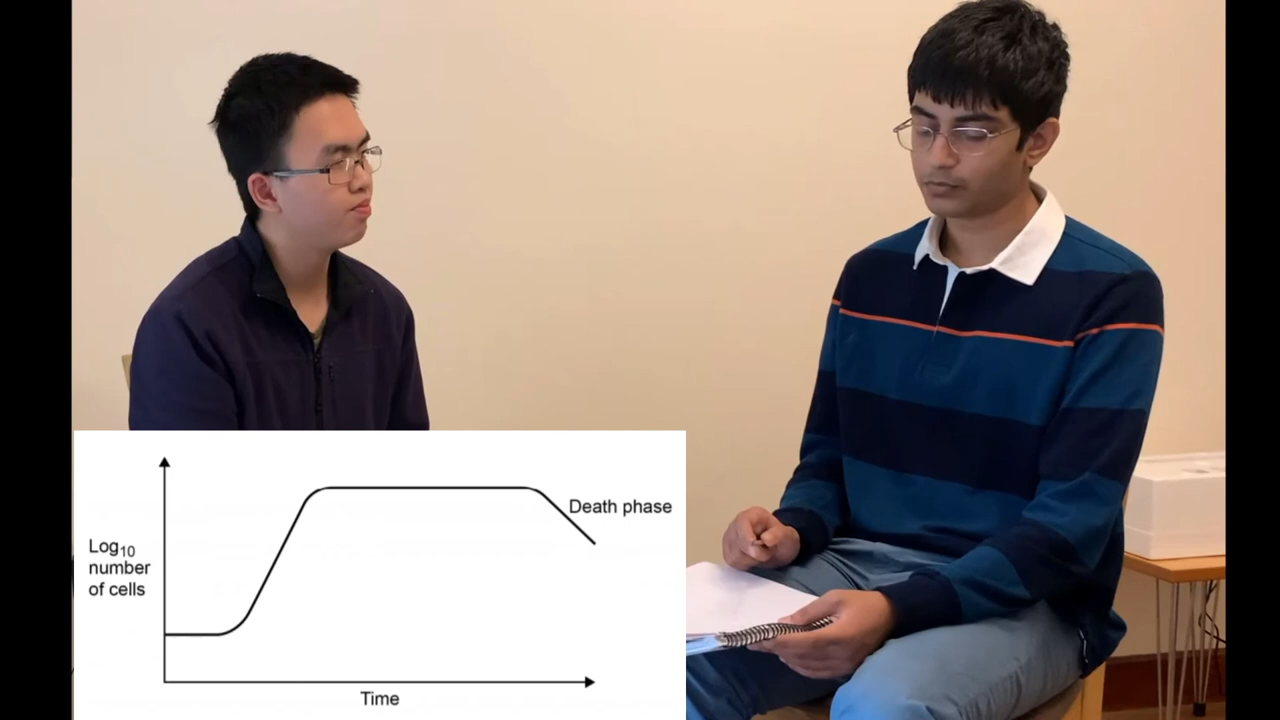 Log₁₀
number
of cells
Death phase
Time